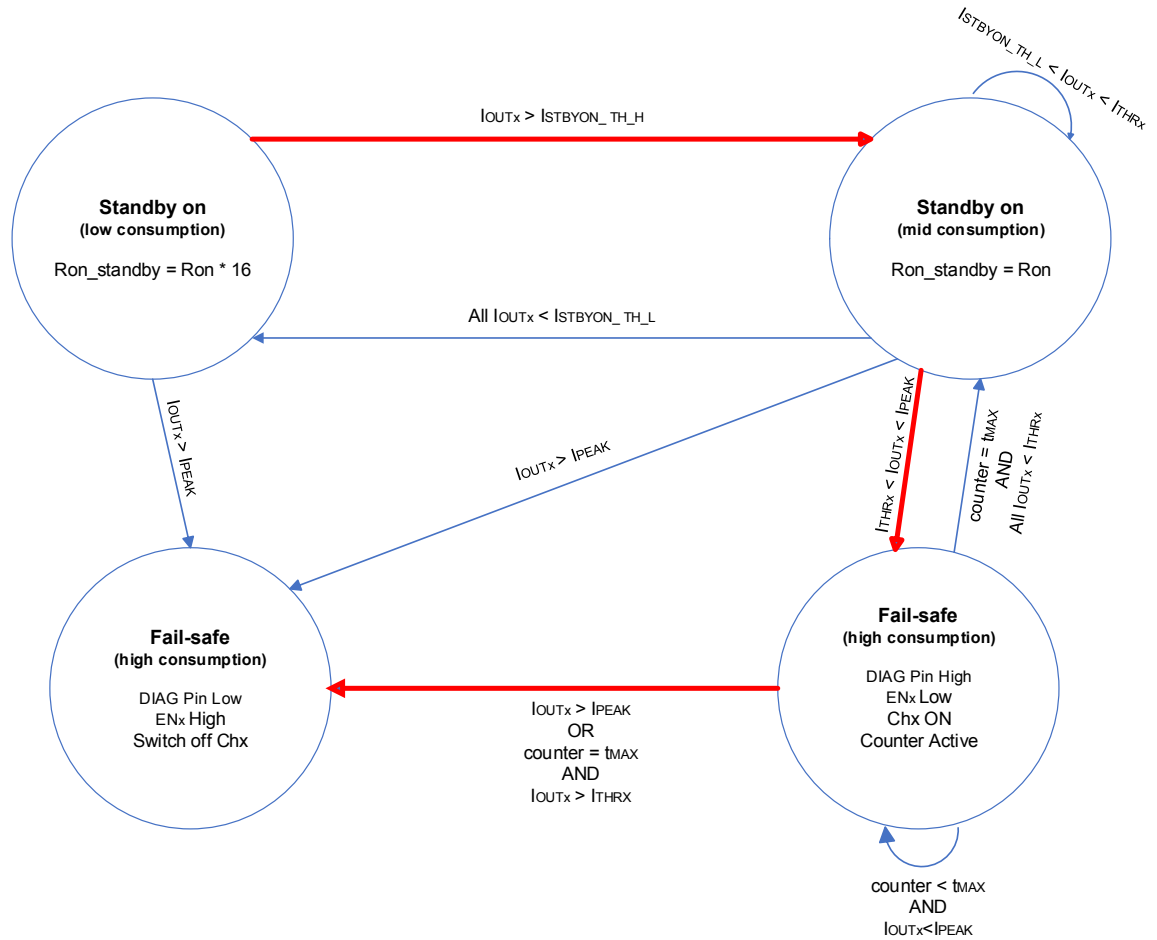 ISTBYON_TH_L < IOUTx < ITHRx
IOUTx > ISTBYON_ TH_H
Standby on
(low consumption)
Ron_standby = Ron * 16
Standby on
(mid consumption)
Ron_standby = Ron
All IOUTx < ISTBYON_ TH_L
IOUTx > IPEAK
IOUTx > IPEAK
ITHRx < IOUTx < IPEAK
counter = tMAX
AND
All IOUTx < ITHRx
Fail-safe
(high consumption)
DIAG Pin Low
ENx High
Switch off Chx
Fail-safe
(high consumption)
DIAG Pin High
ENx Low
Chx ON
Counter Active
IOUTx > IPEAK
OR
counter = tMAX
AND
IOUTx > ITHRX
counter < tMAX
AND
IOUTx<IPEAK